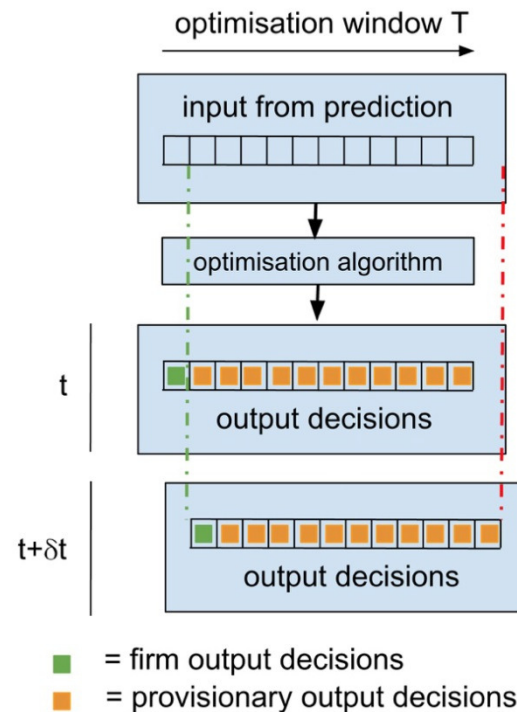 optimisation window T
input from prediction
optimisation algorithm
t
output decisions
t+δt
output decisions
= firm output decisions
= provisionary output decisions